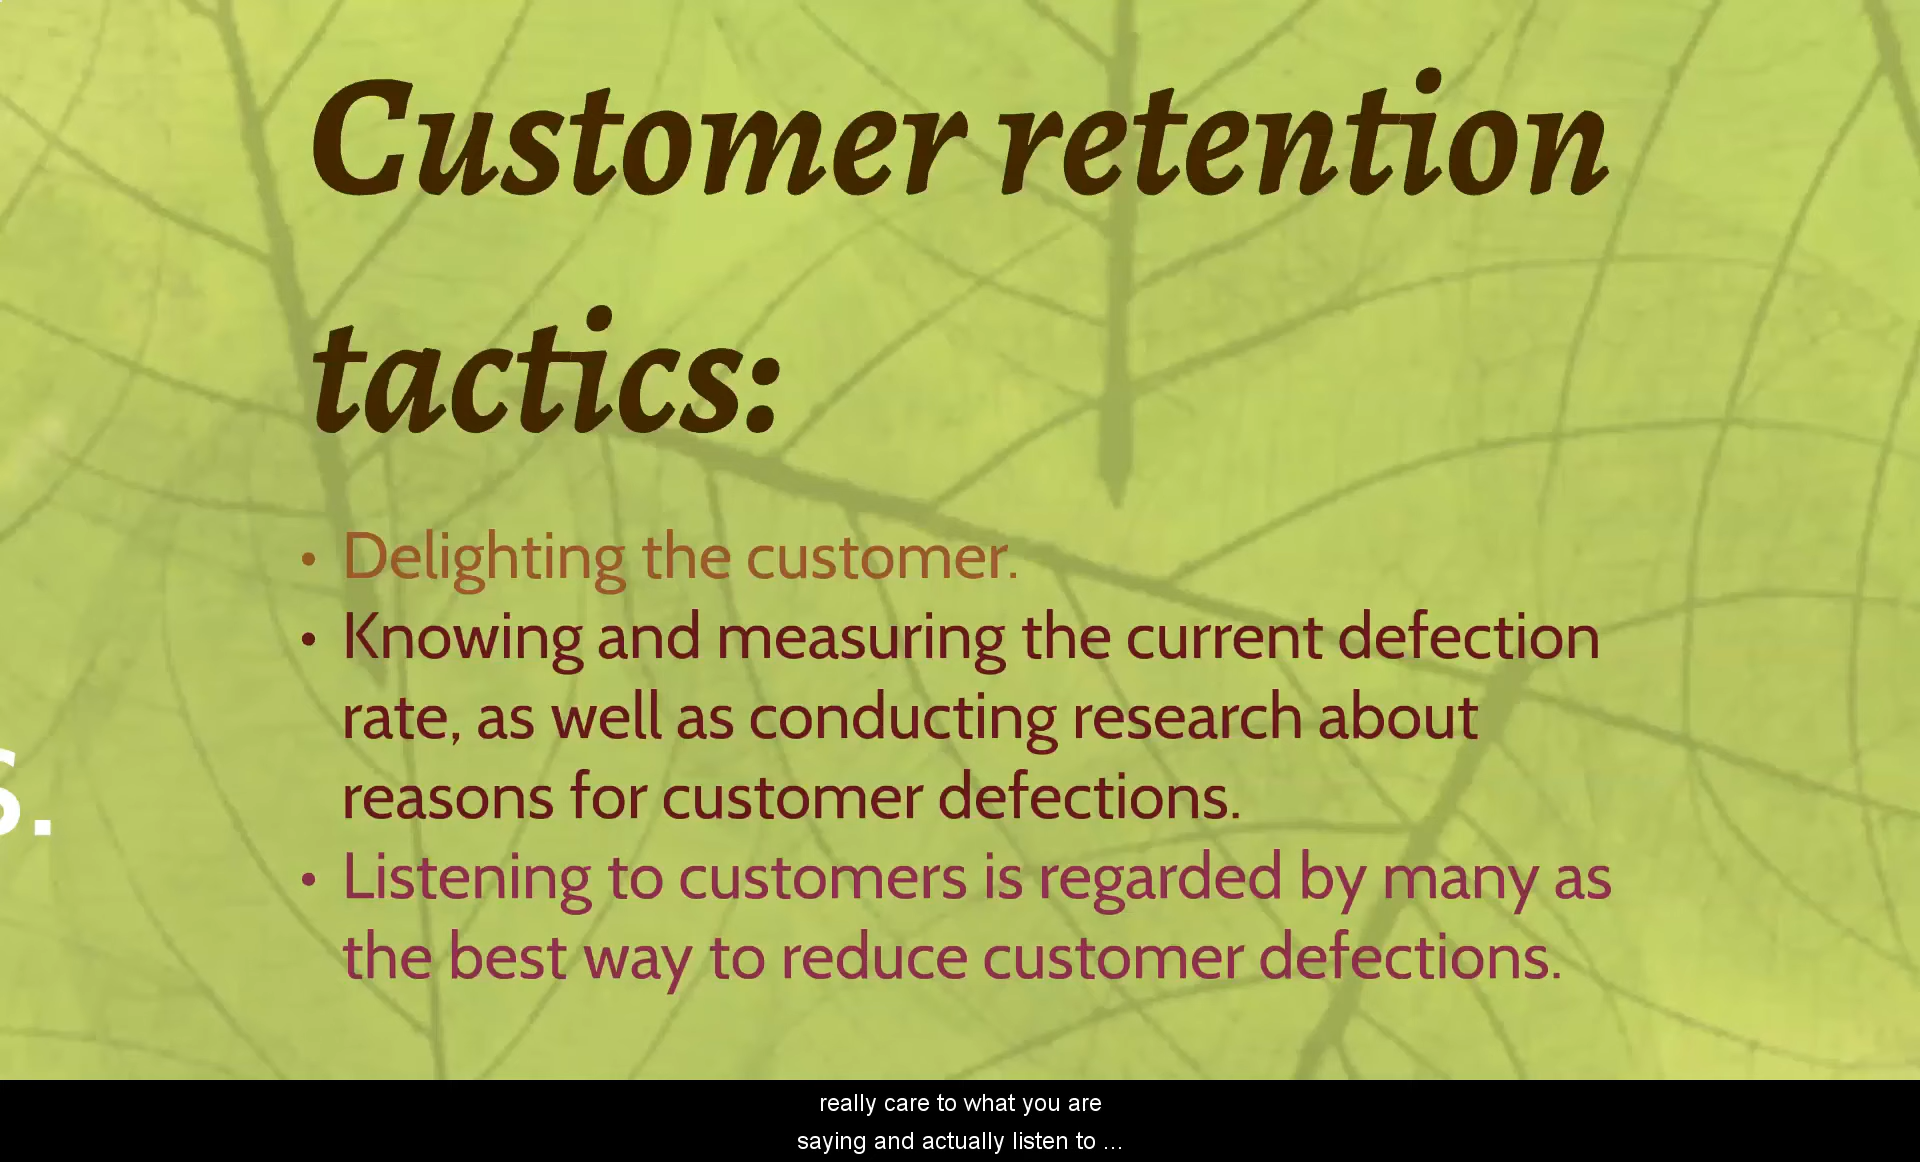 Customer retention
tactics:
• Delighting the customer.
• Knowing and measuring the current defection
rate, as well as conducting research about
reasons for customer defections.
• Listening to customers is regarded by many as
the best way to reduce customer defections.
s.
really care to what you are
saying and actually listen to ...